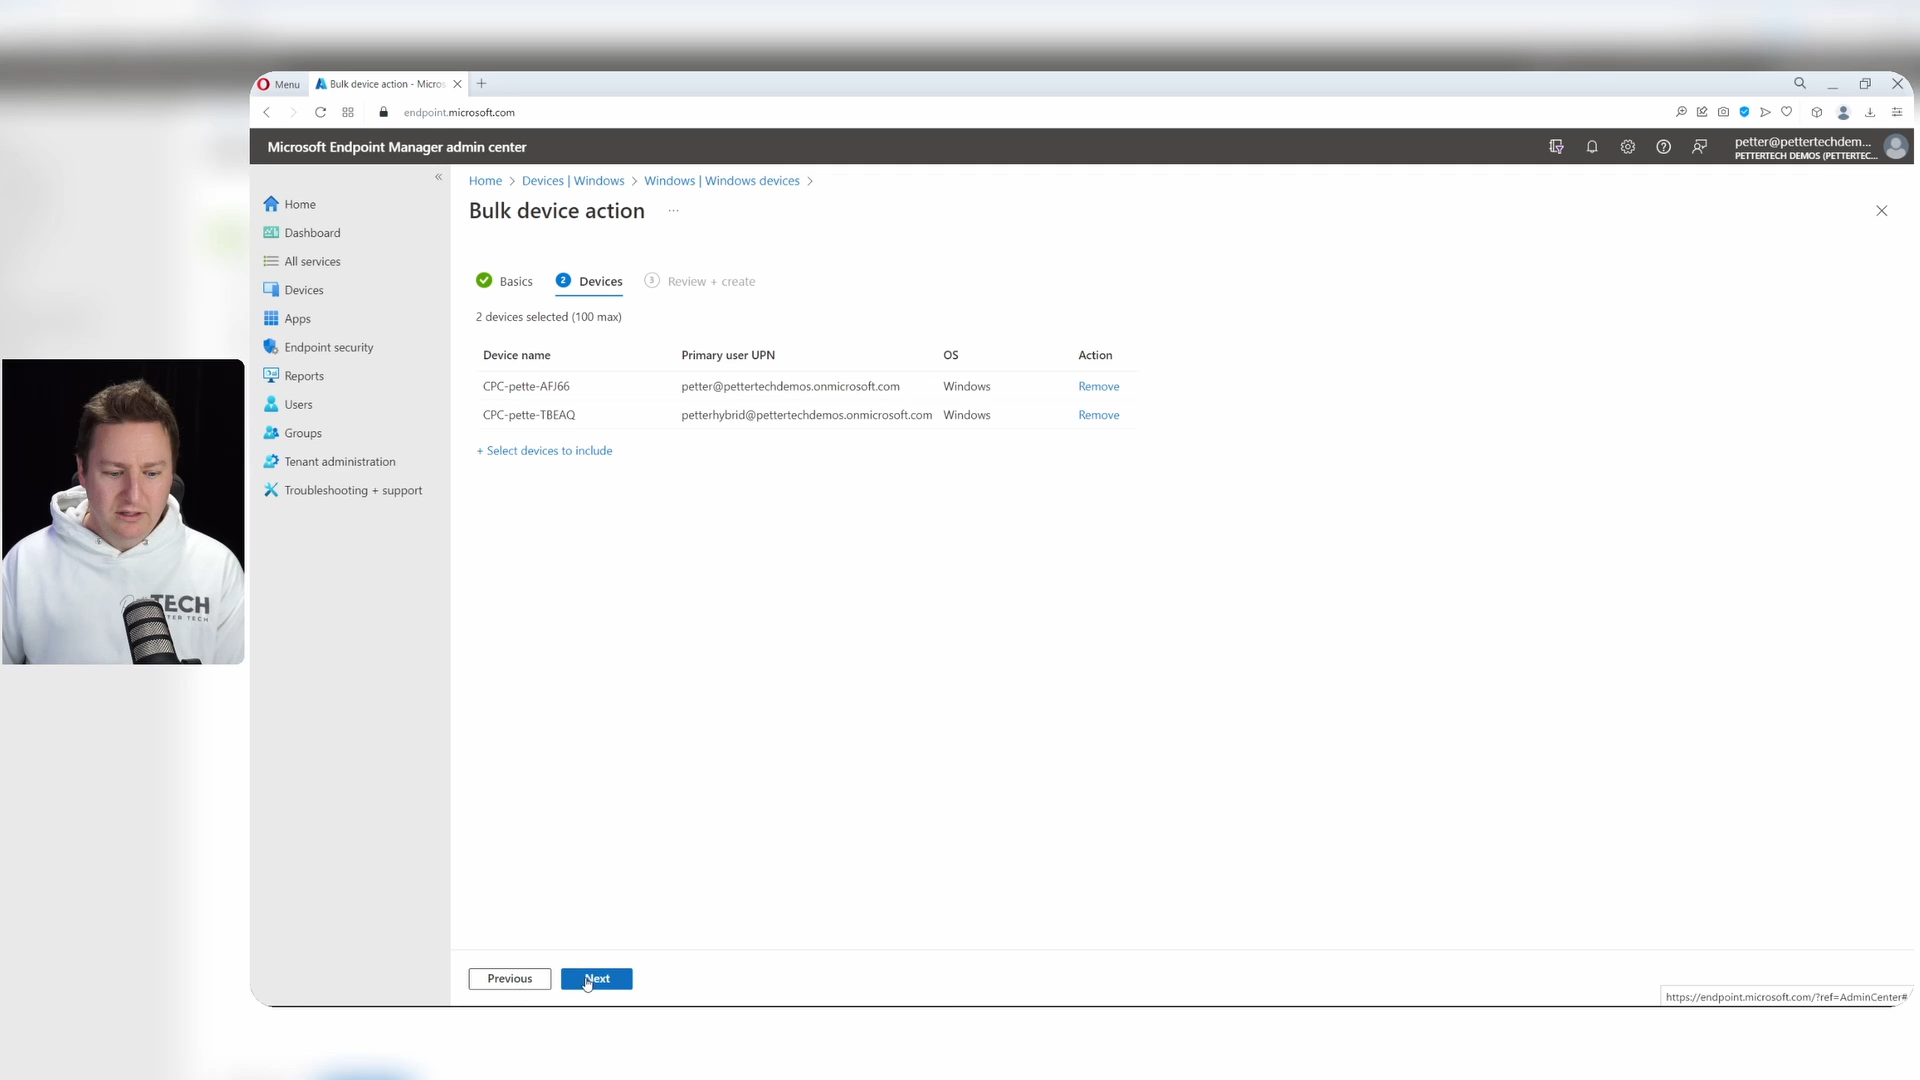 Menu
Bulk device action - Micros
endpoint.microsoft.com
Microsoft Endpoint Manager admin center
petter@pettertechdem...
PETTERTECH DEMOS (PETTERTEC...
«
Home
Dashboard
All services
Devices
Apps
Endpoint security
Reports
Users
Groups
Tenant administration
Troubleshooting + support
Home > Devices | Windows > Windows | Windows devices >
Bulk device action ...
Basics 2 Devices 3 Review + create
2 devices selected (100 max)
Device name Primary user UPN OS Action
CPC-pette-AFJ66 petter@pettertechdemos.onmicrosoft.com Windows Remove
CPC-pette-TBEAQ petterhybrid@pettertechdemos.onmicrosoft.com Windows Remove
+ Select devices to include
Previous Next
https://endpoint.microsoft.com/?ref=AdminCenter#
TECH
TER TECH